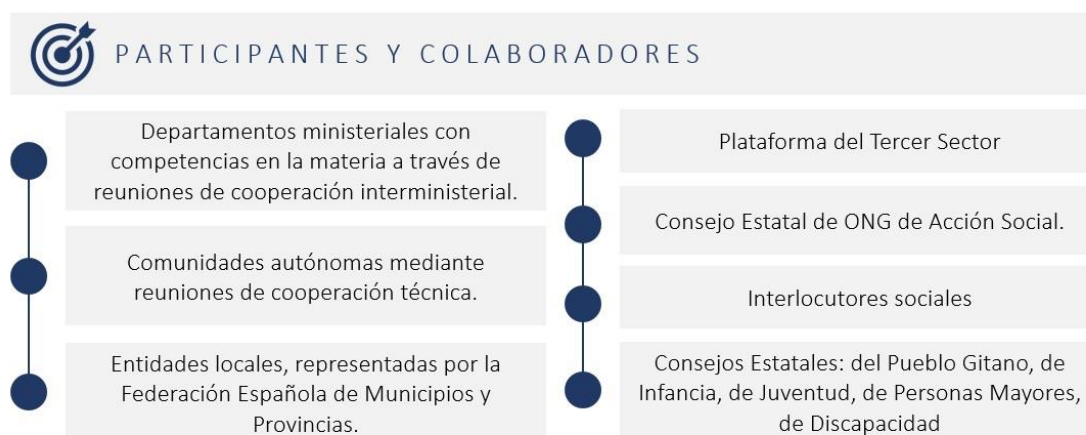 PARTICIPANTES Y COLABORADORES
Departamentos ministeriales con
competencias en la materia a través de
reuniones de cooperación interministerial.
Comunidades autónomas mediante
reuniones de cooperación técnica.
Entidades locales, representadas por la
Federación Española de Municipios y
Provincias.
Plataforma del Tercer Sector
Consejo Estatal de ONG de Acción Social.
Interlocutores sociales
Consejos Estatales: del Pueblo Gitano, de
Infancia, de Juventud, de Personas Mayores,
de Discapacidad